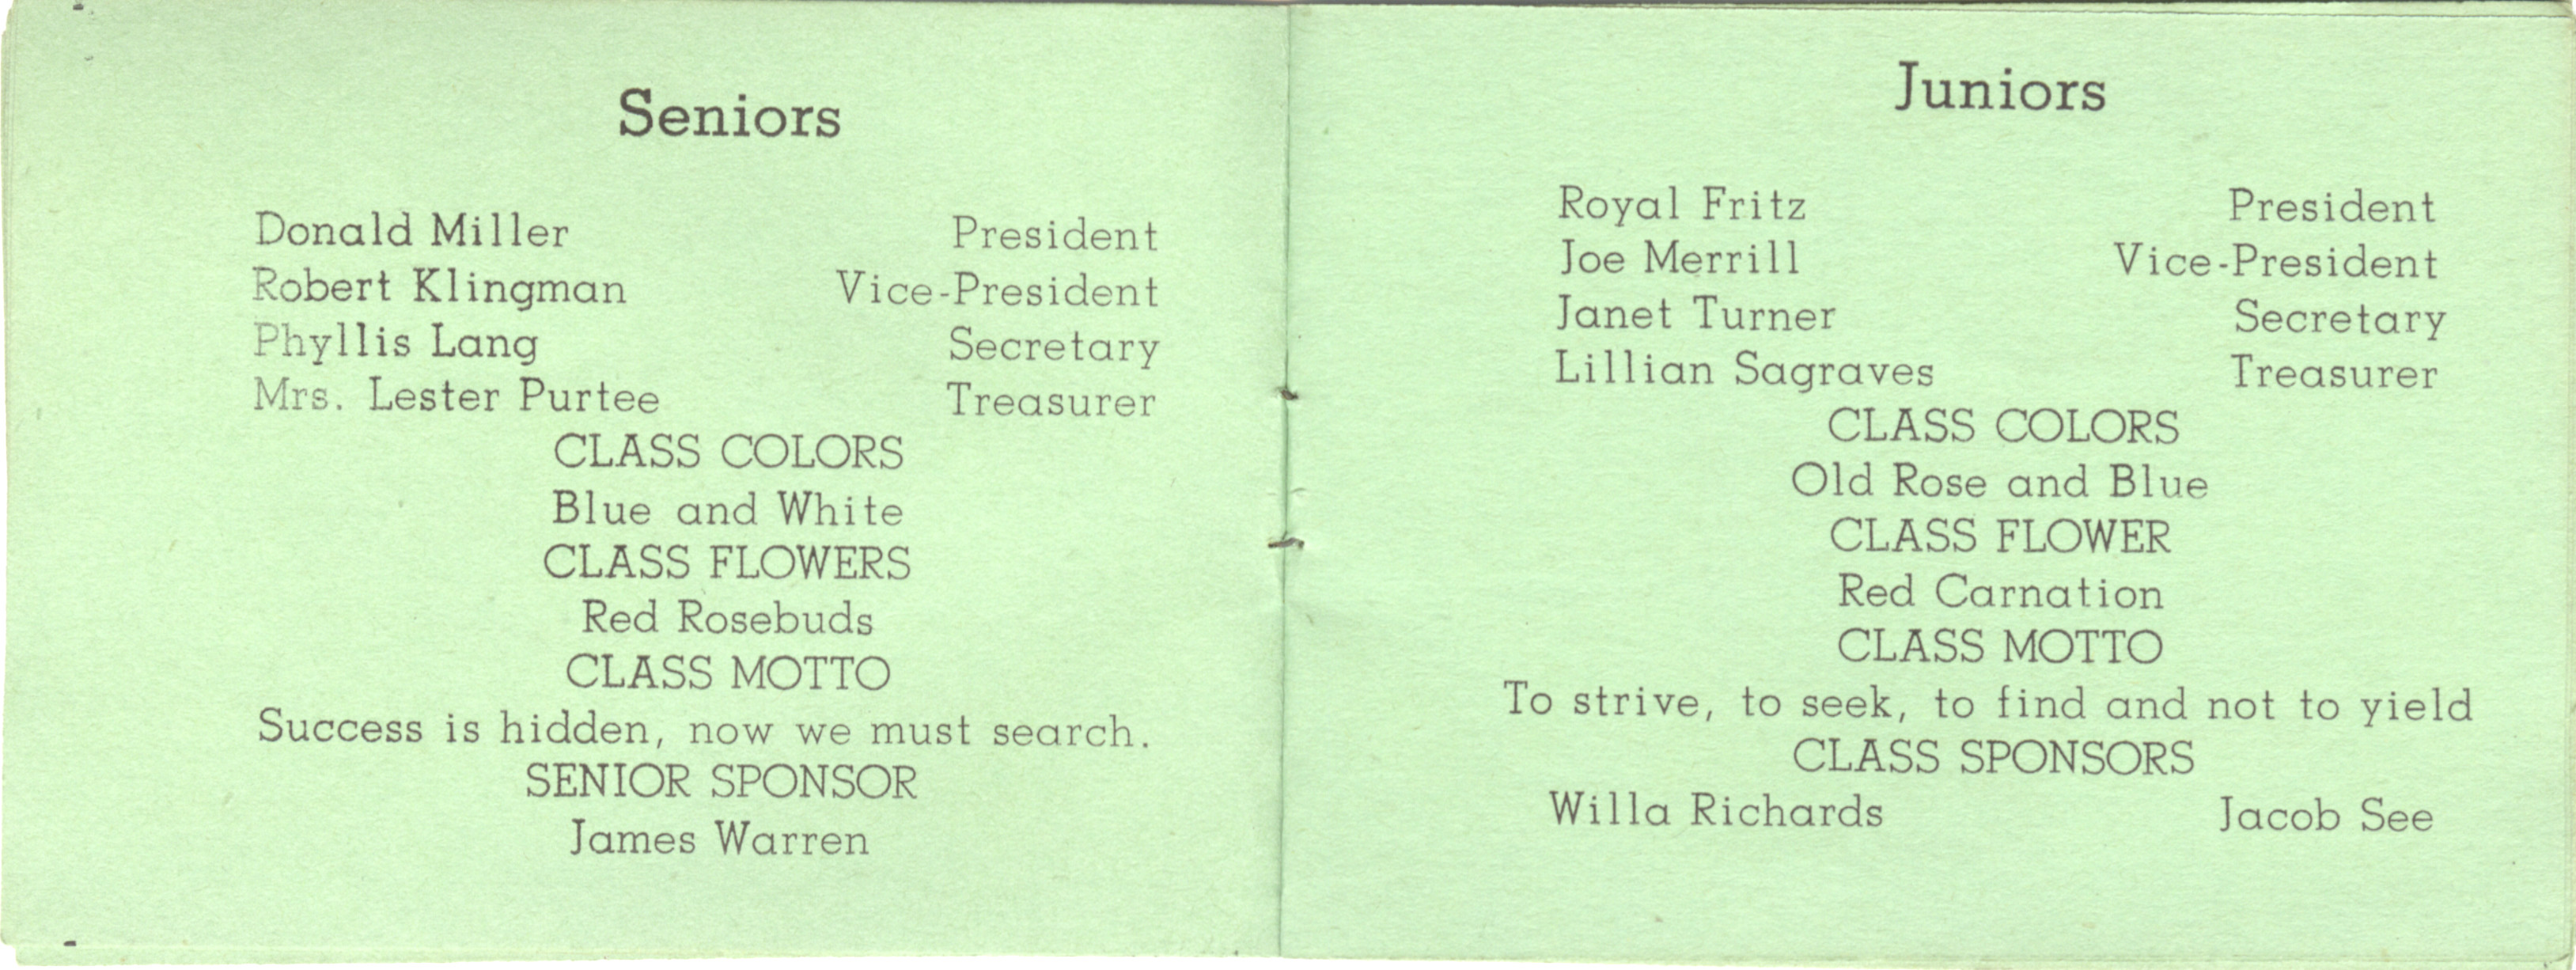 Seniors
Donald Miller President
Robert Klingman Vice-President
Phyllis Lang Secretary
Mrs. Lester Purtee Treasurer
CLASS COLORS
Blue and White
CLASS FLOWERS
Red Rosebuds
CLASS MOTTO
Success is hidden, now we must search.
SENIOR SPONSOR
James Warren
Juniors
Royal Fritz President
Joe Merrill Vice-President
Janet Turner Secretary
Lillian Sagraves Treasurer
CLASS COLORS
Old Rose and Blue
CLASS FLOWER
Red Carnation
CLASS MOTTO
To strive, to seek, to find and not to yield
CLASS SPONSORS
Willa Richards Jacob See